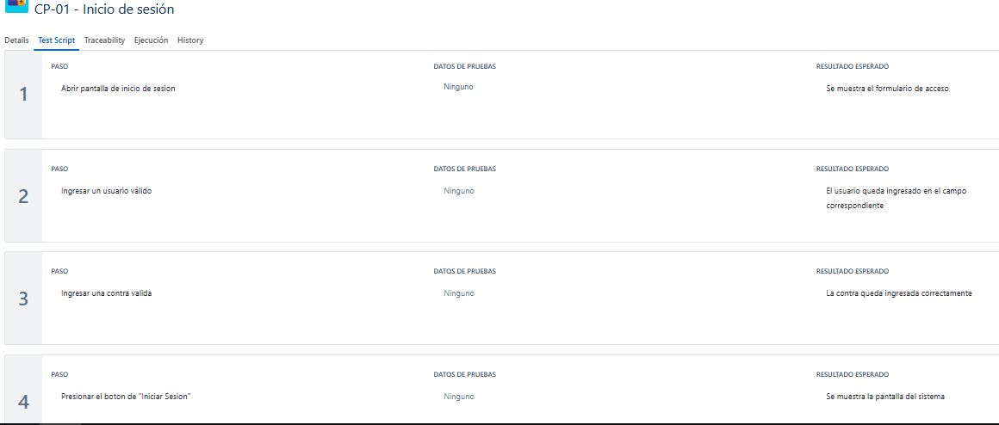 CP-01 - Inicio de sesión
Details Test Script Traceability Ejecución History
PASO DATOS DE PRUEBAS RESULTADO ESPERADO
1 Abrir pantalla de inicio de sesion Ninguno Se muestra el formulario de acceso
PASO DATOS DE PRUEBAS RESULTADO ESPERADO
2 Ingresar un usuario válido Ninguno El usuario queda ingresado en el campo
correspondiente
PASO DATOS DE PRUEBAS RESULTADO ESPERADO
3 Ingresar una contra valida Ninguno La contra queda ingresada correctamente
PASO DATOS DE PRUEBAS RESULTADO ESPERADO
4 Presionar el boton de "Iniciar Sesion" Ninguno Se muestra la pantalla del sistema